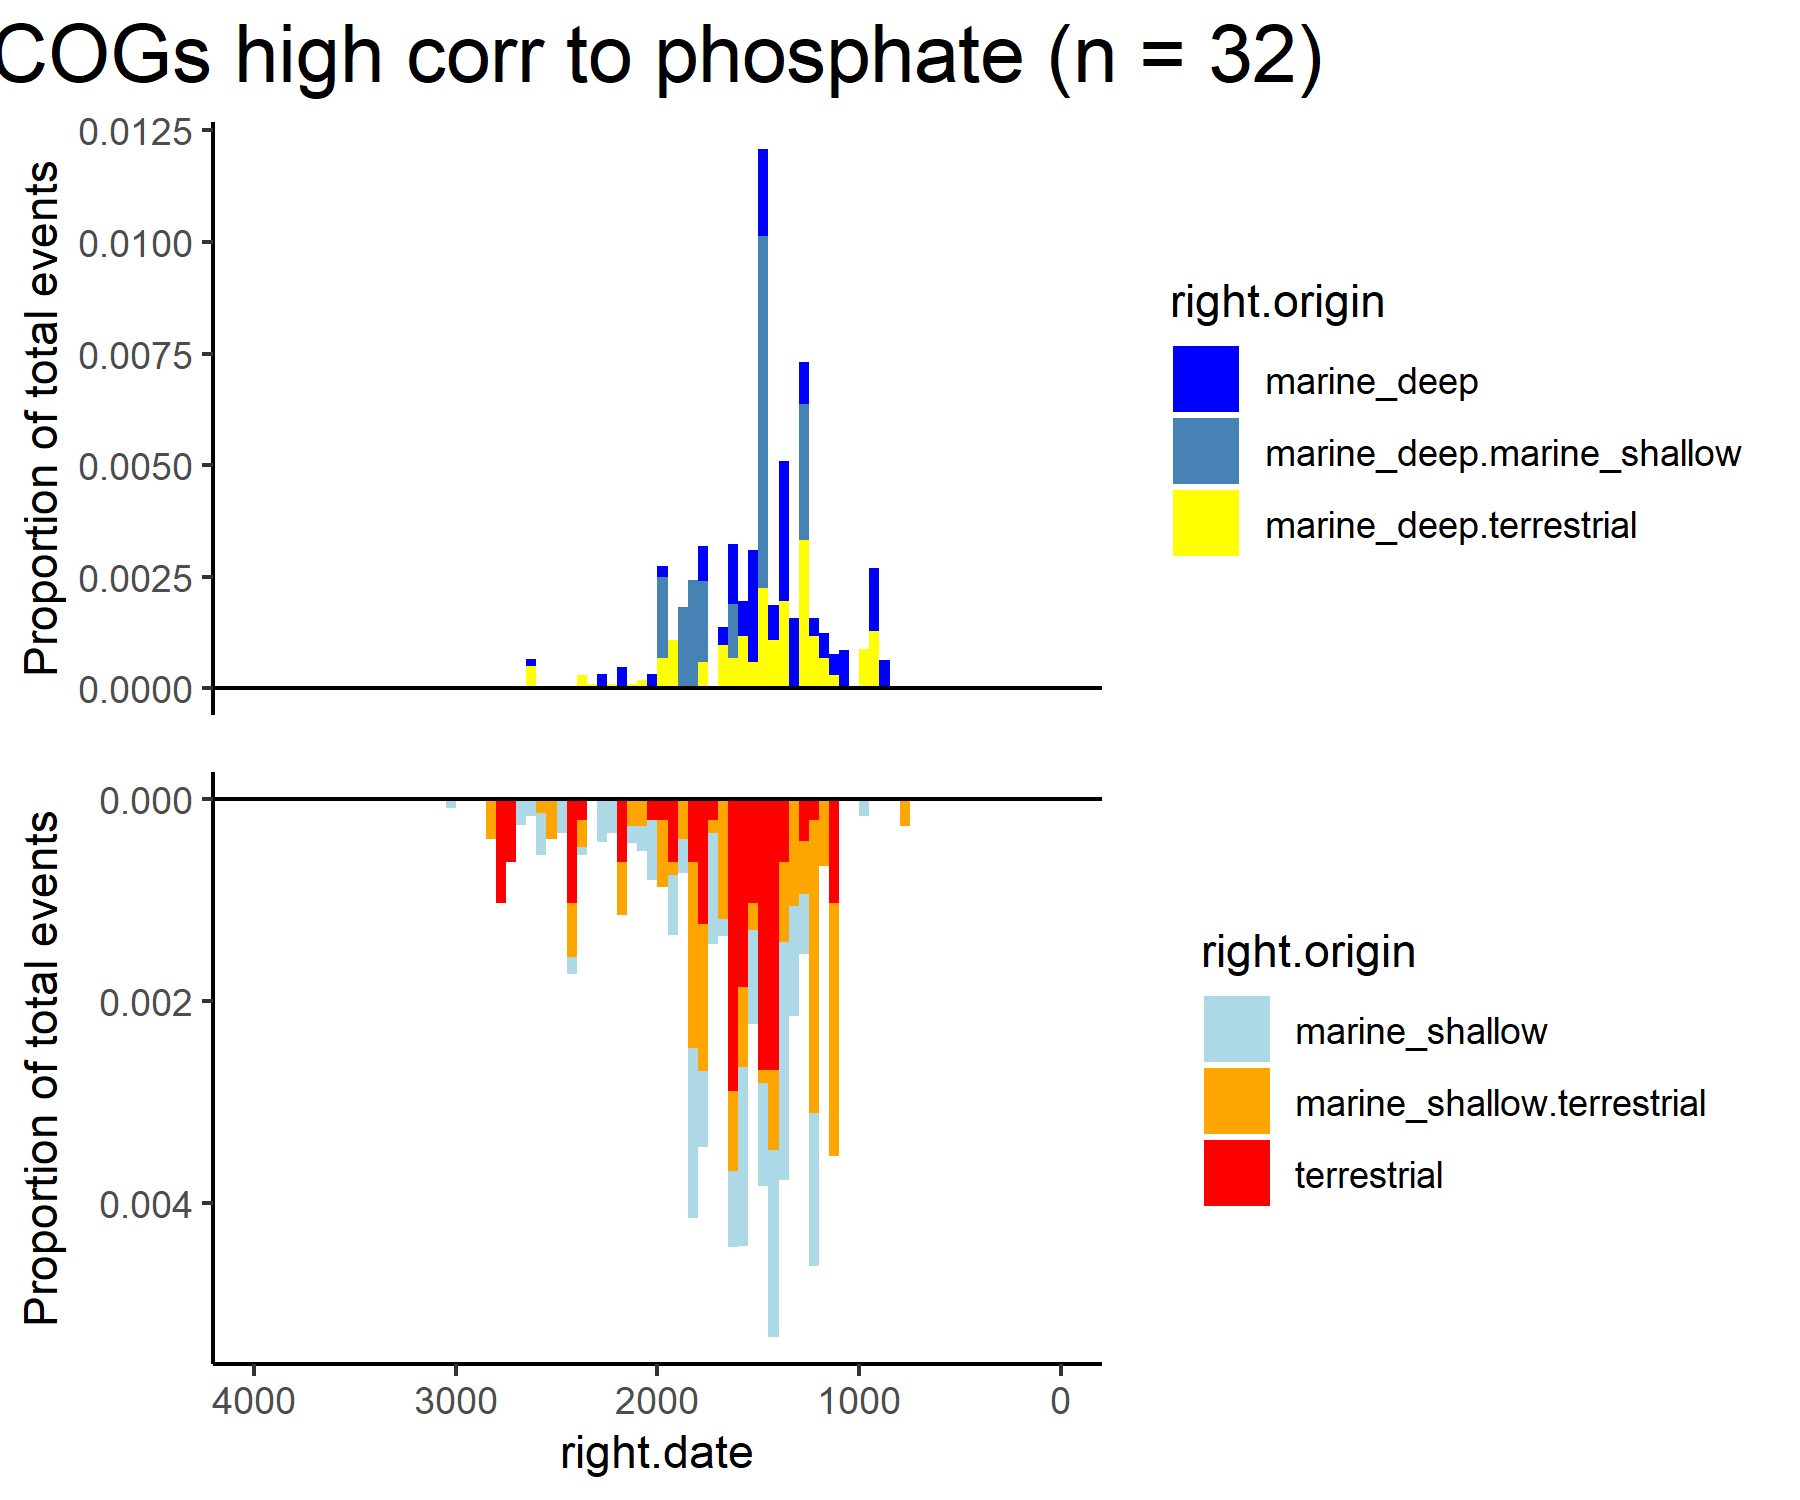 COGs high corr to phosphate (n = 32)
Proportion of total events
0.0125
0.0100
0.0075
0.0050
0.0025
0.0000
right.origin
marine_deep
marine_deep.marine_shallow
marine_deep.terrestrial
Proportion of total events
0.000
0.002
0.004
right.origin
marine_shallow
marine_shallow.terrestrial
terrestrial
4000 3000 2000 1000 0
right.date